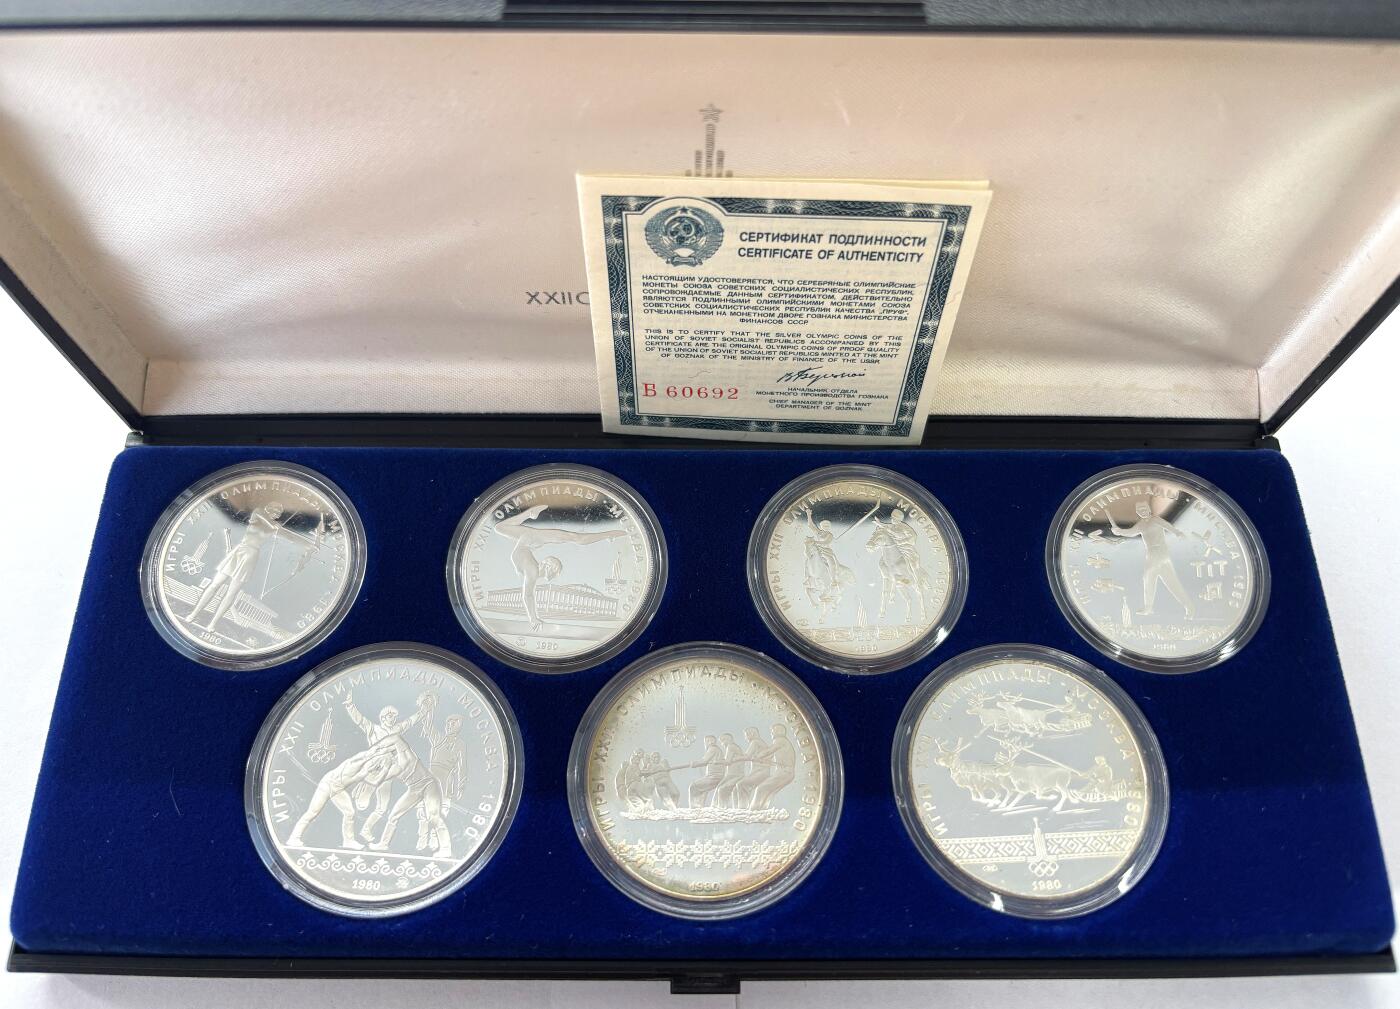 XXII
СЕРТИФИКАТ ПОДЛИННОСТИ
CERTIFICATE OF AUTHENTICITY
НАСТОЯЩИМ УДОСТОВЕРЯЕТСЯ, ЧТО СЕРЕБРЯНЫЕ ОЛИМПИЙСКИЕ
МОНЕТЫ СОЮЗА СОВЕТСКИХ СОЦИАЛИСТИЧЕСКИХ РЕСПУБЛИК,
СОПРОВОЖДАЕМЫЕ ДАННЫМ СЕРТИФИКАТОМ, ДЕЙСТВИТЕЛЬНО
ЯВЛЯЮТСЯ ПОДЛИННЫМИ ОЛИМПИЙСКИМИ МОНЕТАМИ СОЮЗА
СОВЕТСКИХ СОЦИАЛИСТИЧЕСКИХ РЕСПУБЛИК КАЧЕСТВА „ПРУФ",
ОТЧЕКАНЕННЫМИ НА МОНЕТНОМ ДВОРЕ ГОЗНАКА МИНИСТЕРСТВА
ФИНАНСОВ СССР
THIS IS TO CERTIFY THAT THE SILVER OLYMPIC COINS OF THE
UNION OF SOVIET SOCIALIST REPUBLICS ACCOMPANIED BY THIS
CERTIFICATE ARE THE ORIGINAL OLYMPIC COINS OF PROOF QUALITY
OF THE UNION OF SOVIET SOCIALIST REPUBLICS MINTED AT THE MINT
OF GOZNAK OF THE MINISTRY OF FINANCE OF THE USSR
Б 60692
НАЧАЛЬНИК ОТДЕЛА
МОНЕТНОГО ПРОИЗВОДСТВА ГОЗНАКА
CHIEF MANAGER OF THE MINT
DEPARTMENT OF GOZNAK
ИГРЫ XXII ОЛИМПИАДЫ · МОСКВА · 1980
1980
ИГРЫ XXII ОЛИМПИАДЫ · МОСКВА · 1980
1980
ИГРЫ XXII ОЛИМПИАДЫ · МОСКВА · 1980
1980
ИГРЫ XXII ОЛИМПИАДЫ · МОСКВА · 1980
1980
ИГРЫ XXII ОЛИМПИАДЫ · МОСКВА · 1980
1980
ИГРЫ XXII ОЛИМПИАДЫ · МОСКВА · 1980
1980
ИГРЫ XXII ОЛИМПИАДЫ · МОСКВА · 1980
1980